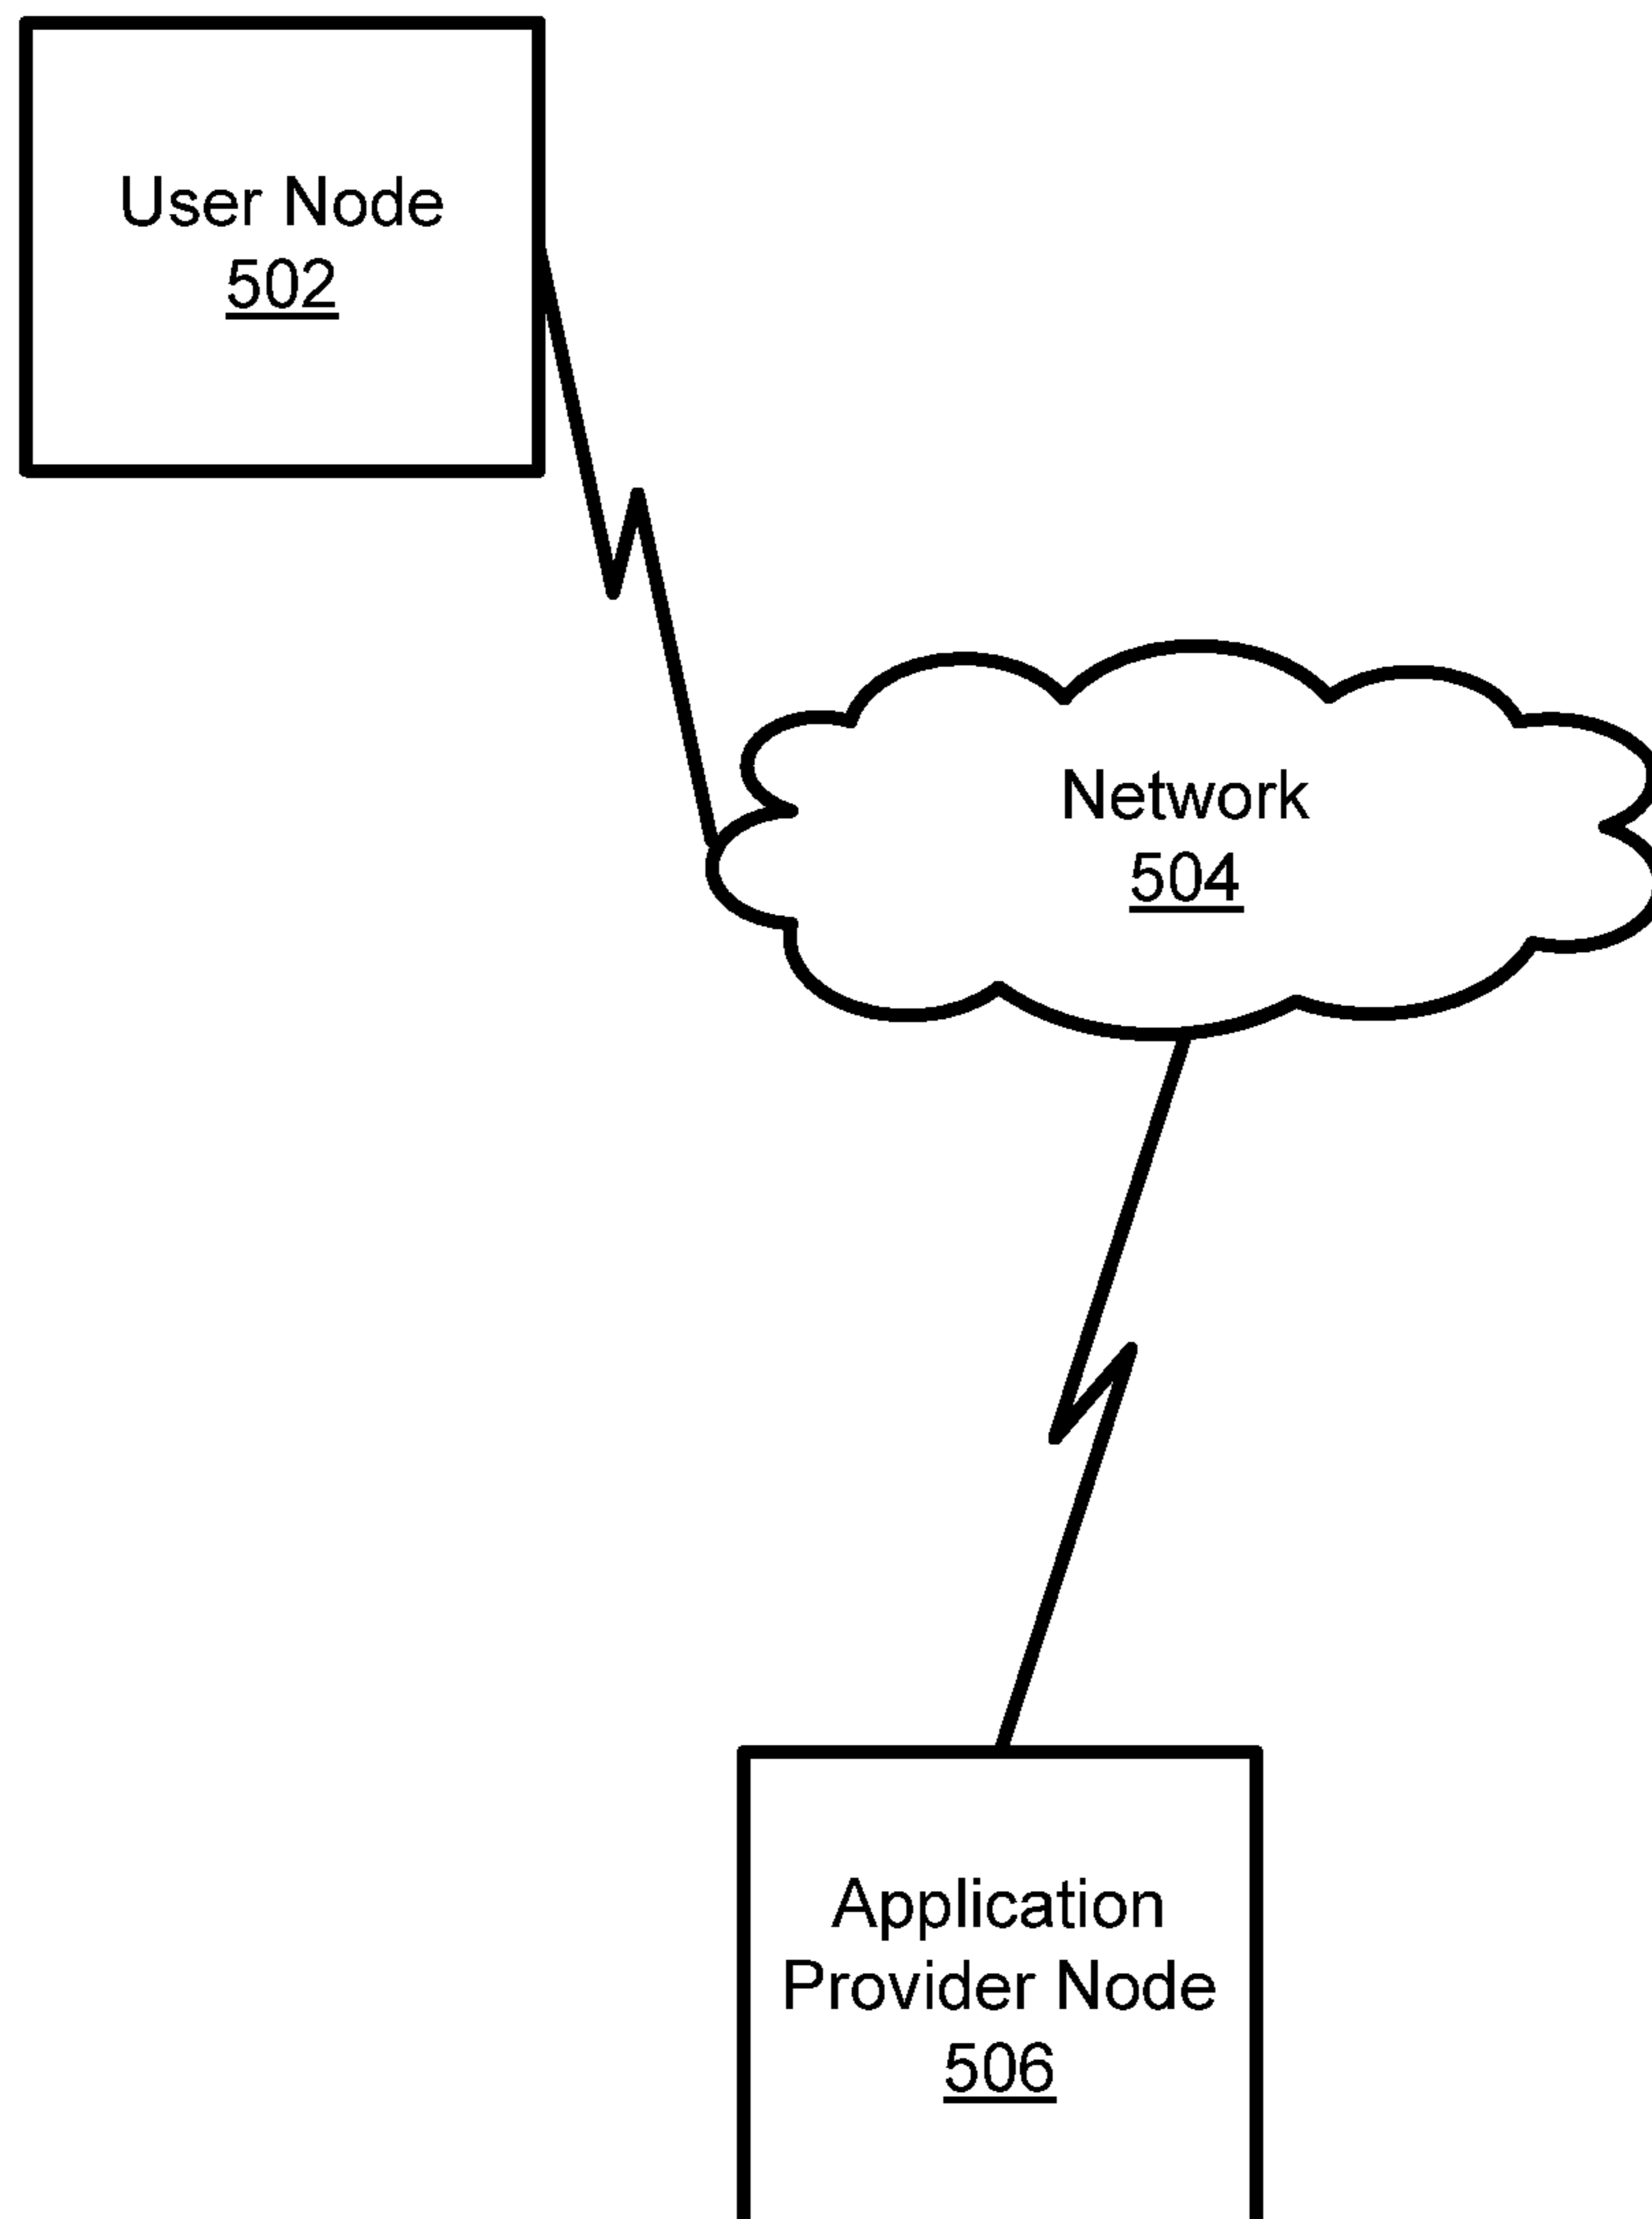 User Node
502
Network
504
Application
Provider Node
506